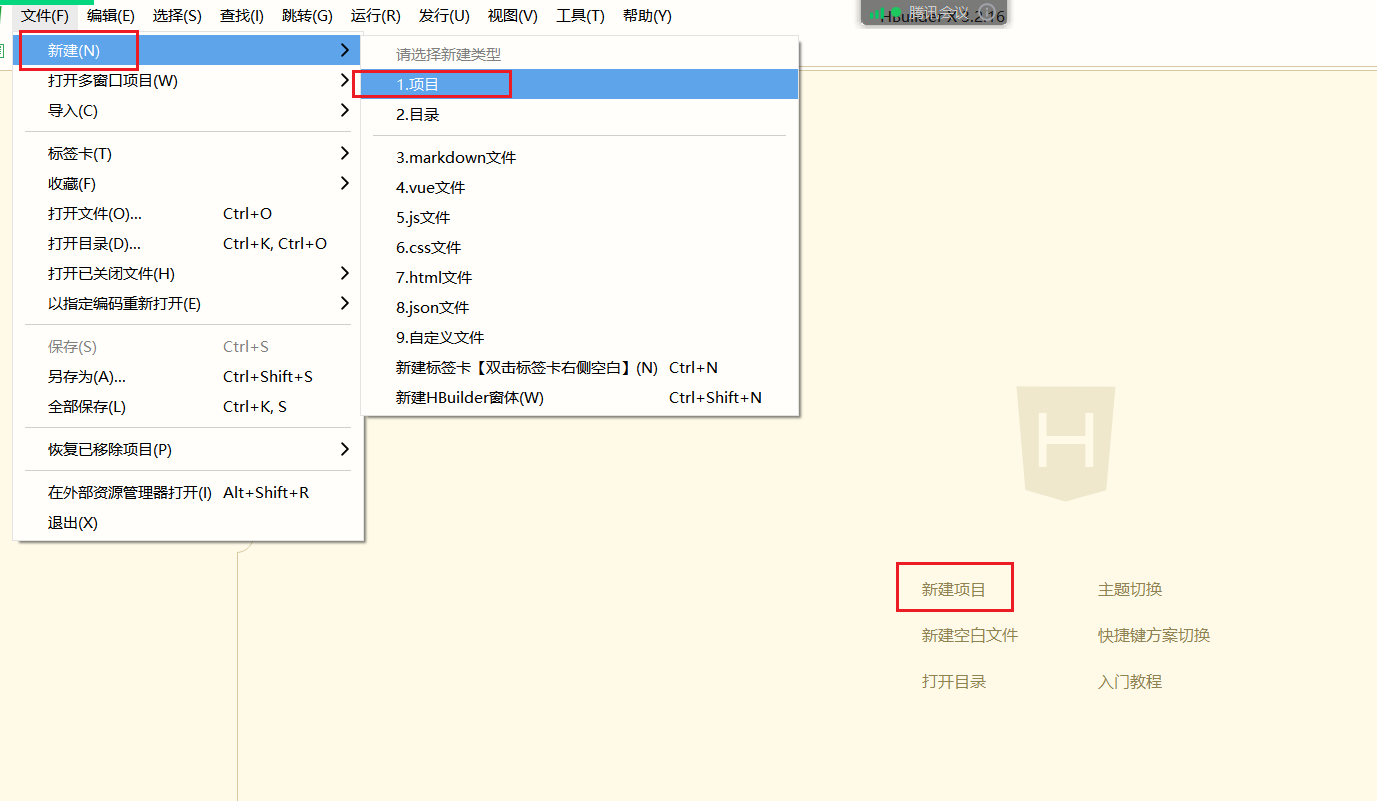 文件(F) 编辑(E) 选择(S) 查找(I) 跳转(G) 运行(R) 发行(U) 视图(V) 工具(T) 帮助(Y)
腾讯会议
HBuilder X 3.2.16
新建(N)
打开多窗口项目(W)
导入(C)
标签卡(T)
收藏(F)
打开文件(O)... Ctrl+O
打开目录(D)... Ctrl+K, Ctrl+O
打开已关闭文件(H)
以指定编码重新打开(E)
保存(S) Ctrl+S
另存为(A)... Ctrl+Shift+S
全部保存(L) Ctrl+K, S
恢复已移除项目(P)
在外部资源管理器打开(I) Alt+Shift+R
退出(X)
请选择新建类型
1.项目
2.目录
3.markdown文件
4.vue文件
5.js文件
6.css文件
7.html文件
8.json文件
9.自定义文件
新建标签卡【双击标签卡右侧空白】(N) Ctrl+N
新建HBuilder窗体(W) Ctrl+Shift+N
H
新建项目 主题切换
新建空白文件 快捷键方案切换
打开目录 入门教程